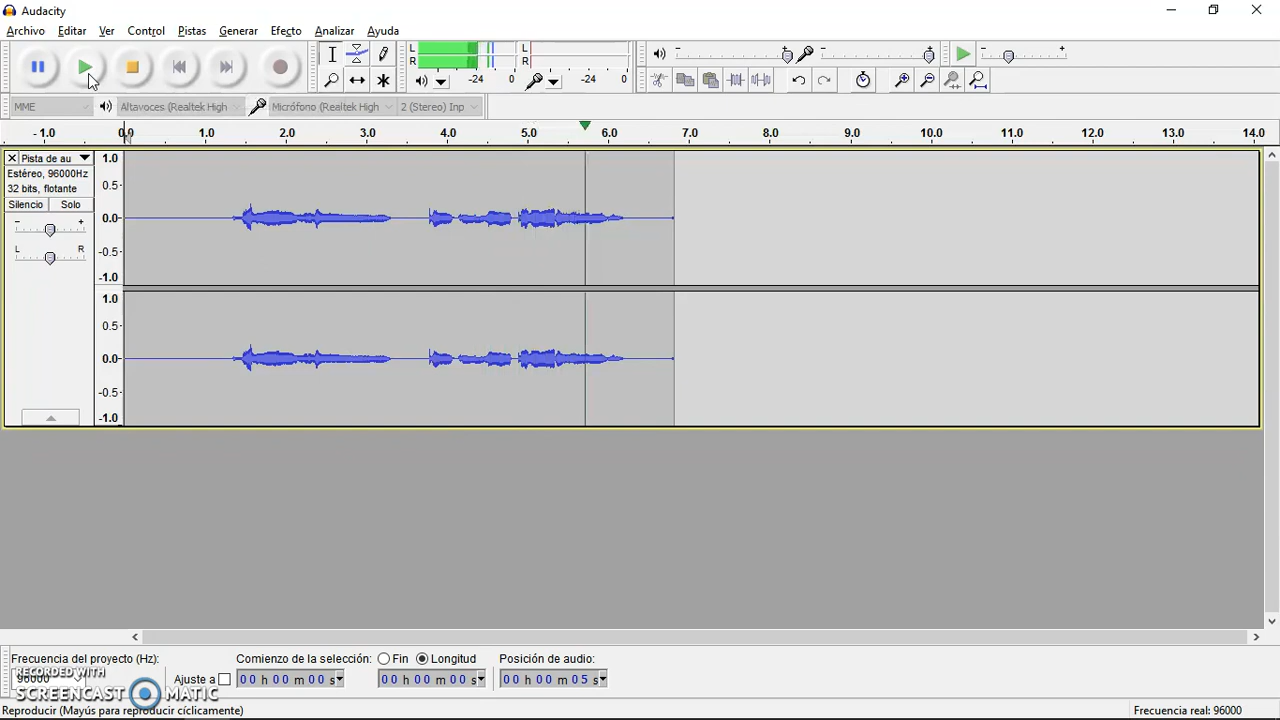 Audacity
Archivo Editar Ver Control Pistas Generar Efecto Analizar Ayuda
L R -24 0
L R -24 0
MME Altavoces (Realtek High Micrófono (Realtek High 2 (Stereo) Inp
-1.0 0.0 1.0 2.0 3.0 4.0 5.0 6.0 7.0 8.0 9.0 10.0 11.0 12.0 13.0 14.0
Pista de au
Estéreo, 96000Hz
32 bits, flotante
Silencio Solo
- +
L R
1.0
0.5-
0.0-
-0.5-
-1.0
1.0
0.5-
0.0-
-0.5-
-1.0
Frecuencia del proyecto (Hz): Comienzo de la selección: Fin Longitud Posición de audio:
96000 Ajuste a 00 h 00 m 00 s 00 h 00 m 00 s 00 h 00 m 05 s
RECORDED WITH
SCREENCAST MATIC
Reproducir (Mayús para reproducir cíclicamente) Frecuencia real: 96000